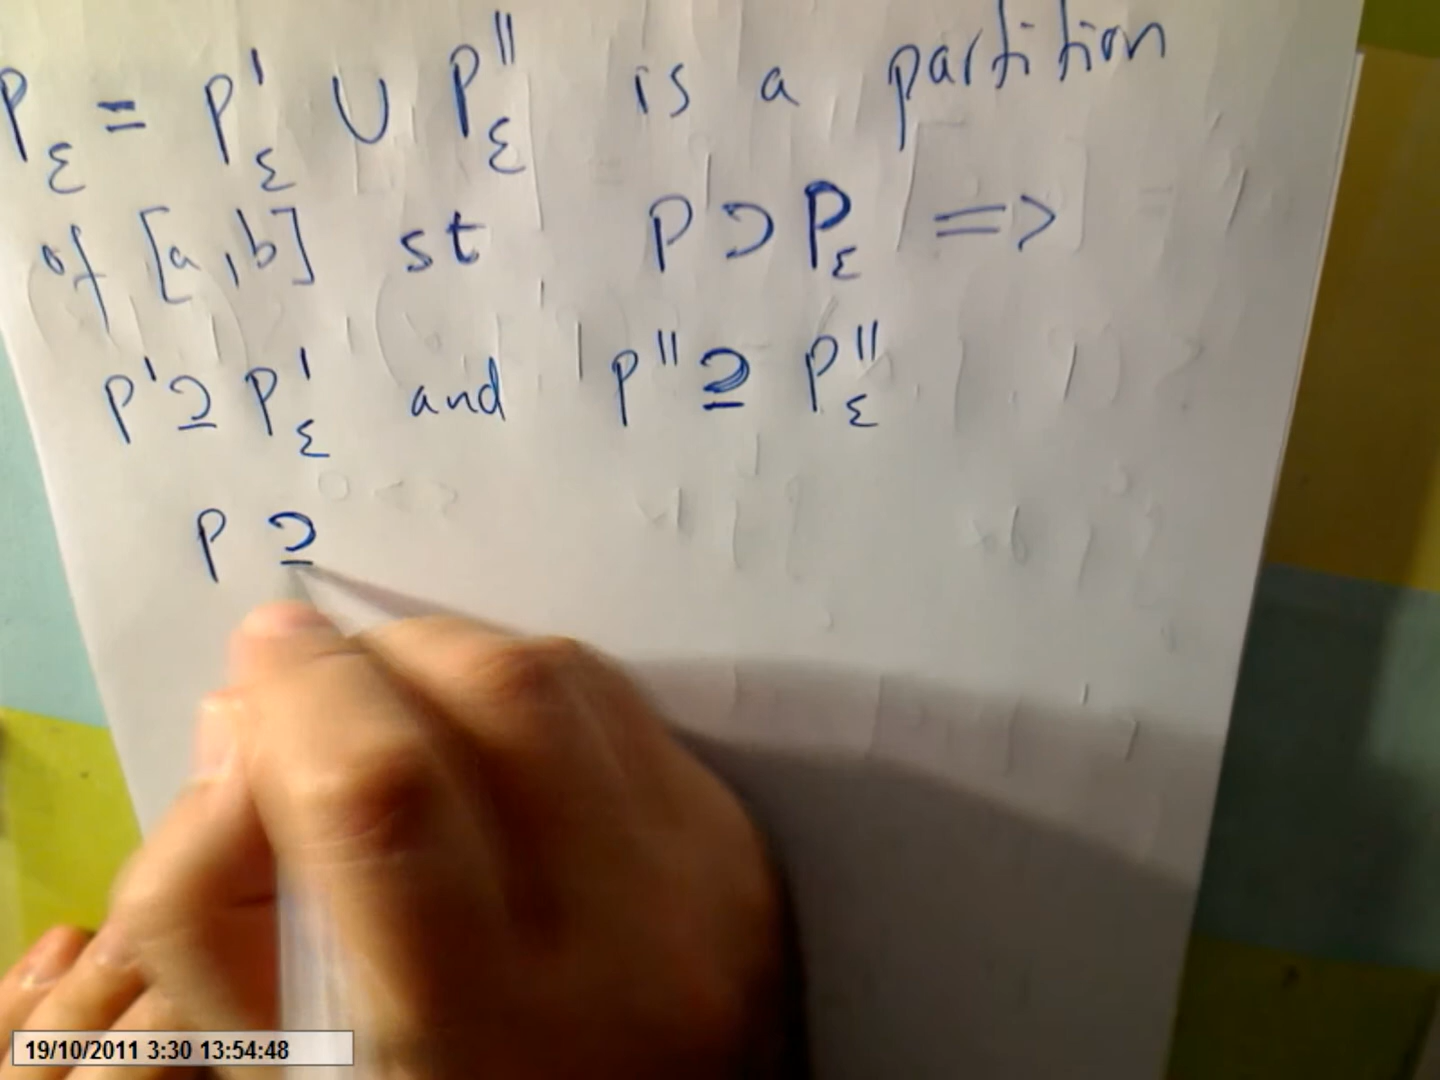 P_ε = P'_ε ∪ P''_ε is a partition
of [a,b] st P ⊃ P_ε =>
P' ⊇ P'_ε and P'' ⊇ P''_ε
P ⊇
19/10/2011 3:30 13:54:48